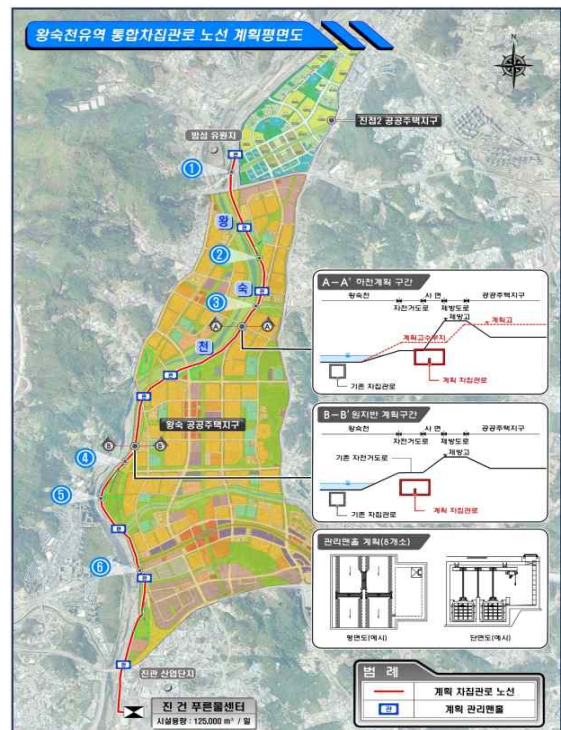 왕숙천유역 통합차집관로 노선 계획평면도
N
진접2 공공주택지구
밤섬 유원지
관
①
왕
관
②
숙
관
③
A
A'
천
관
관
왕숙 공공주택지구
B
B'
④
⑤
관
⑥
관
관
진관 산업단지
진 건 푸른물센터
시설용량 : 125,000 m³ / 일
A-A' 하천계획 구간
왕숙천
사 면
공공주택지구
자전거도로
제방도로
제방고
계획고
계획고수부지
기존 차집관로
계획 차집관로
B-B' 원지반 계획구간
왕숙천
사 면
공공주택지구
자전거도로
제방도로
기존 자전거도로
제방고
기존 차집관로
계획 차집관로
관리맨홀 계획(8개소)
평면도(예시)
단면도(예시)
범 례
계획 차집관로 노선
관
계획 관리맨홀